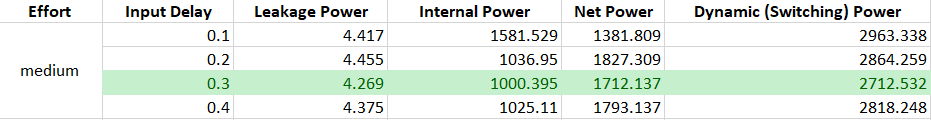 Effort Input Delay Leakage Power Internal Power Net Power Dynamic (Switching) Power
medium
0.1 4.417 1581.529 1381.809 2963.338
0.2 4.455 1036.95 1827.309 2864.259
0.3 4.269 1000.395 1712.137 2712.532
0.4 4.375 1025.11 1793.137 2818.248